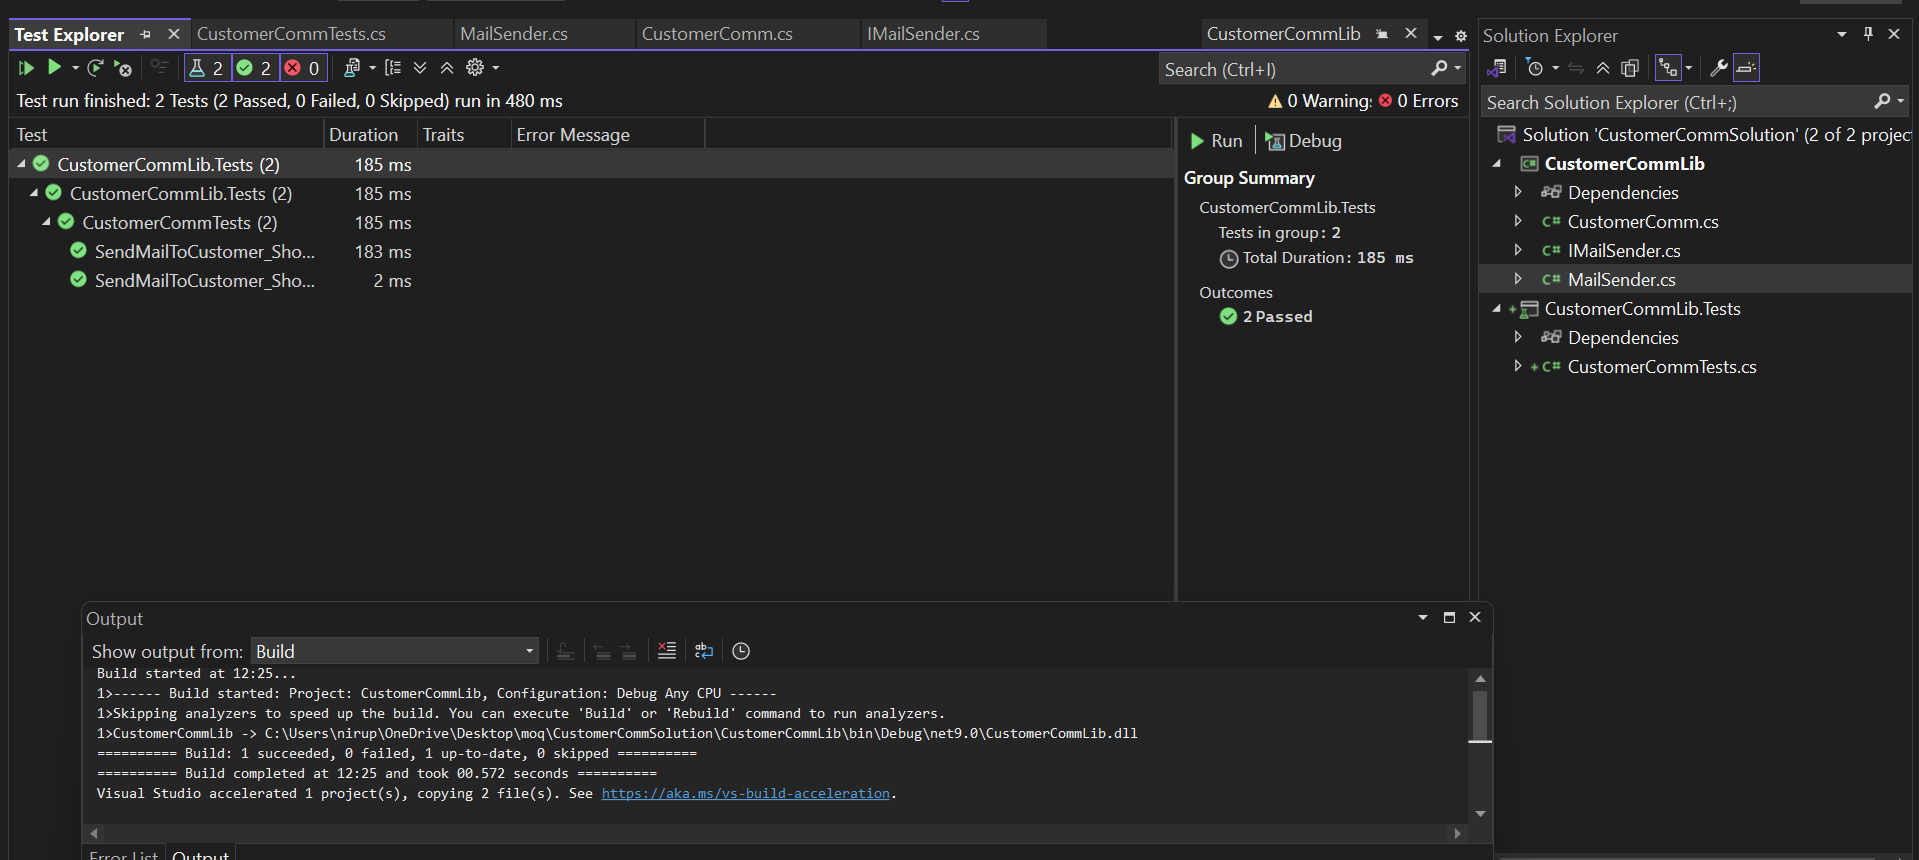 Test Explorer
CustomerCommTests.cs
MailSender.cs
CustomerComm.cs
IMailSender.cs
CustomerCommLib
2
2
0
Search (Ctrl+I)
Test run finished: 2 Tests (2 Passed, 0 Failed, 0 Skipped) run in 480 ms
0 Warning:
0 Errors
Test Duration Traits Error Message
CustomerCommLib.Tests (2) 185 ms
CustomerCommLib.Tests (2) 185 ms
CustomerCommTests (2) 185 ms
SendMailToCustomer_Sho... 183 ms
SendMailToCustomer_Sho... 2 ms
Run
Debug
Group Summary
CustomerCommLib.Tests
Tests in group: 2
Total Duration: 185 ms
Outcomes
2 Passed
Solution Explorer
Search Solution Explorer (Ctrl+;)
Solution 'CustomerCommSolution' (2 of 2 projec
C# CustomerCommLib
Dependencies
C# CustomerComm.cs
C# IMailSender.cs
C# MailSender.cs
CustomerCommLib.Tests
Dependencies
+ C# CustomerCommTests.cs
Output
Show output from: Build
Build started at 12:25...
1>------ Build started: Project: CustomerCommLib, Configuration: Debug Any CPU ------
1>Skipping analyzers to speed up the build. You can execute 'Build' or 'Rebuild' command to run analyzers.
1>CustomerCommLib -> C:\Users\nirup\OneDrive\Desktop\moq\CustomerCommSolution\CustomerCommLib\bin\Debug\net9.0\CustomerCommLib.dll
========== Build: 1 succeeded, 0 failed, 1 up-to-date, 0 skipped ==========
========== Build completed at 12:25 and took 00.572 seconds ==========
Visual Studio accelerated 1 project(s), copying 2 file(s). See https://aka.ms/vs-build-acceleration.
Error List
Output